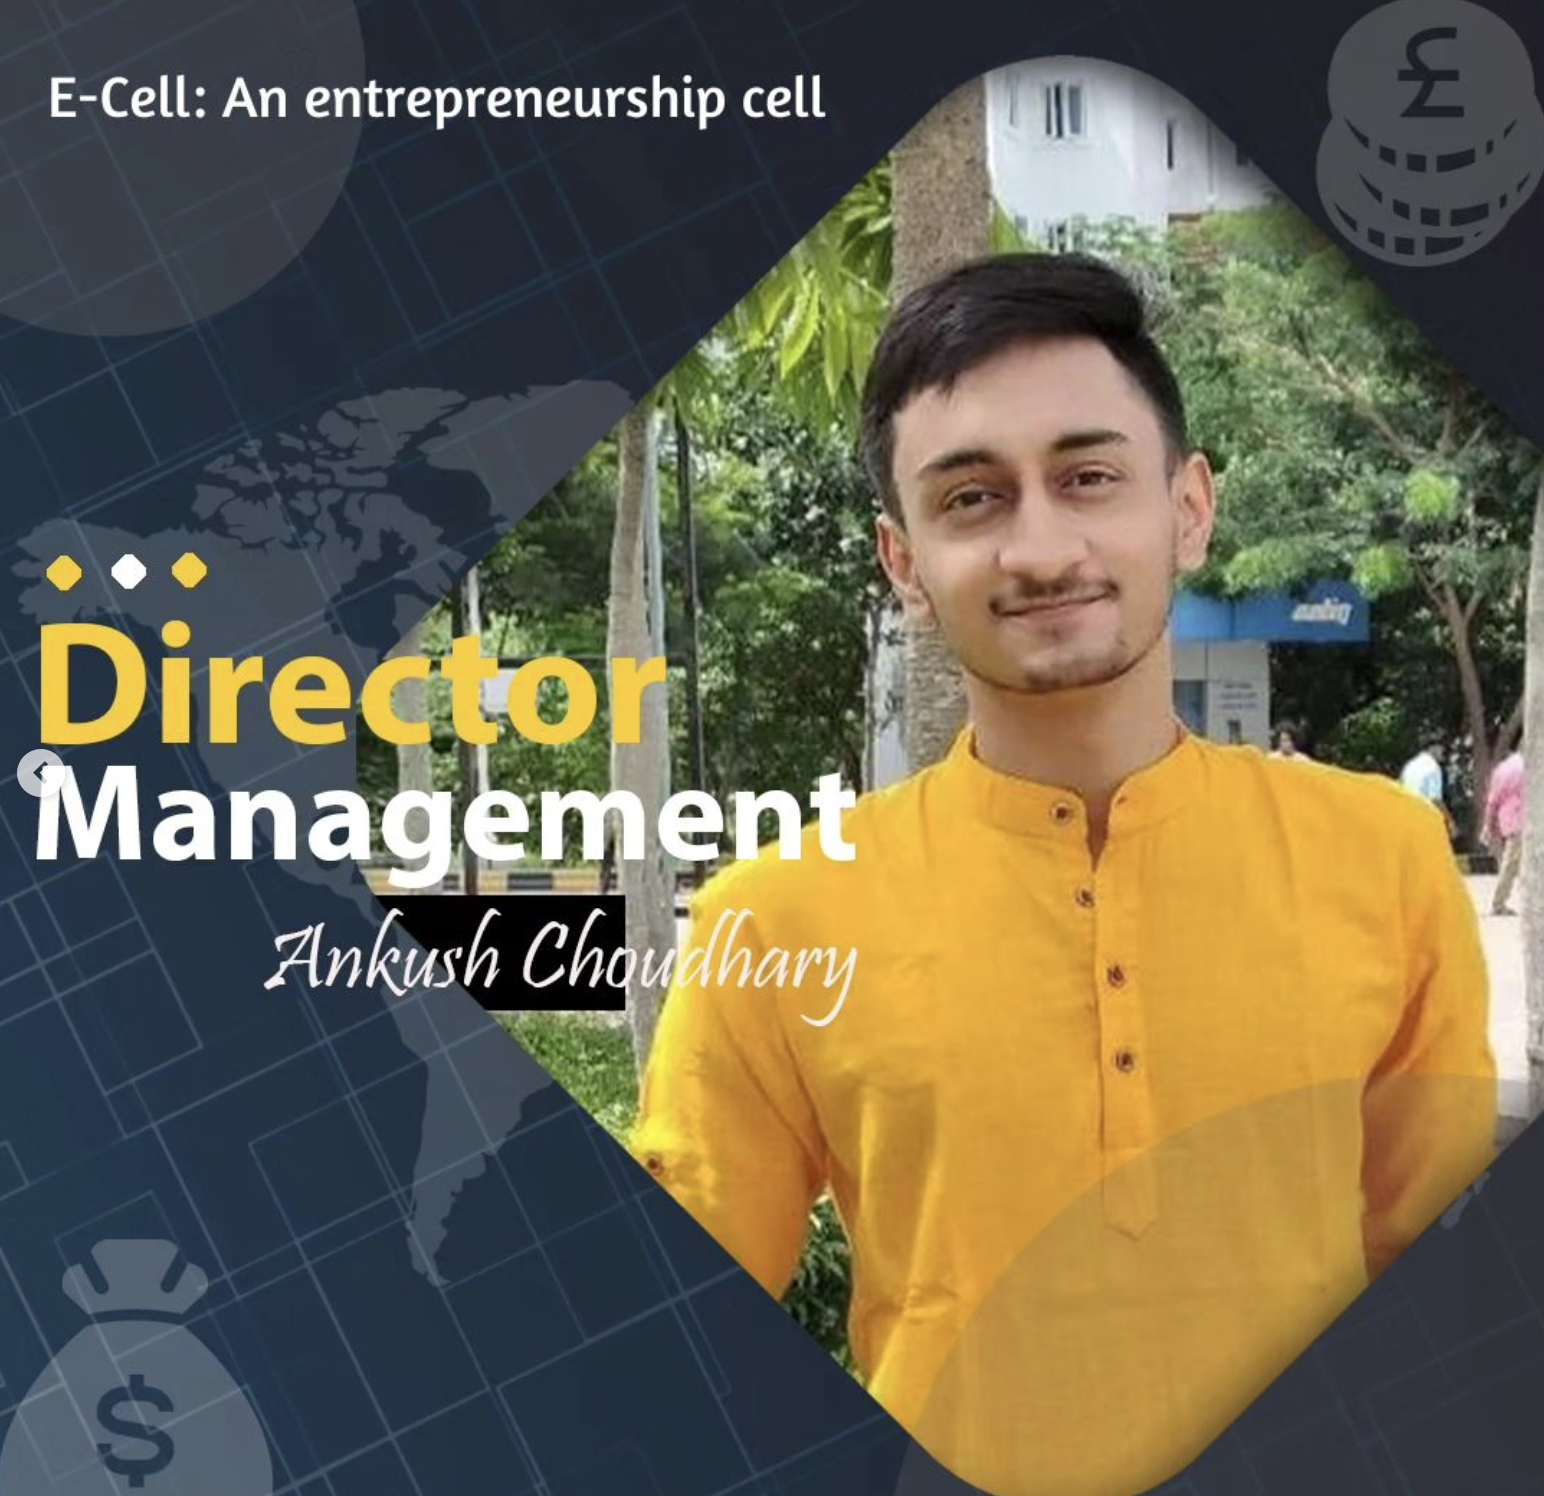 E-Cell: An entrepreneurship cell
£
Director
Management
Ankush Choudhary
$